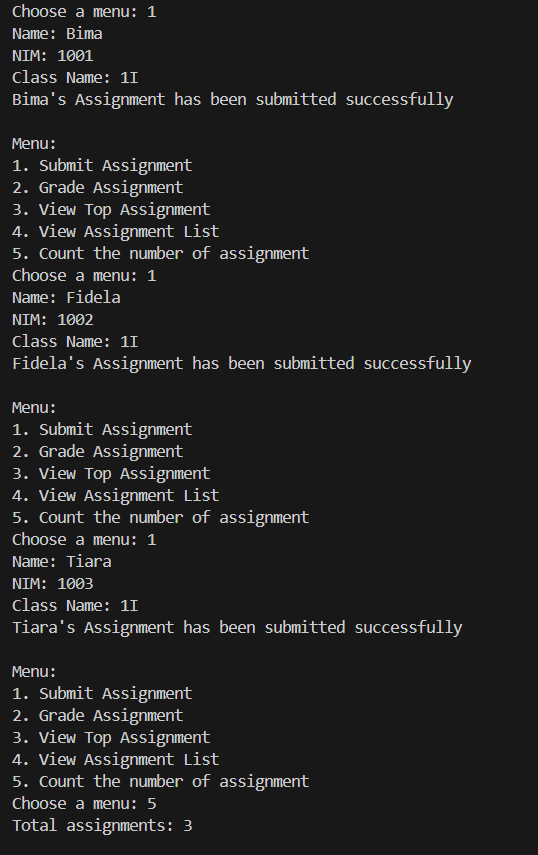 Choose a menu: 1
Name: Bima
NIM: 1001
Class Name: 1I
Bima's Assignment has been submitted successfully

Menu:
1. Submit Assignment
2. Grade Assignment
3. View Top Assignment
4. View Assignment List
5. Count the number of assignment
Choose a menu: 1
Name: Fidela
NIM: 1002
Class Name: 1I
Fidela's Assignment has been submitted successfully

Menu:
1. Submit Assignment
2. Grade Assignment
3. View Top Assignment
4. View Assignment List
5. Count the number of assignment
Choose a menu: 1
Name: Tiara
NIM: 1003
Class Name: 1I
Tiara's Assignment has been submitted successfully

Menu:
1. Submit Assignment
2. Grade Assignment
3. View Top Assignment
4. View Assignment List
5. Count the number of assignment
Choose a menu: 5
Total assignments: 3